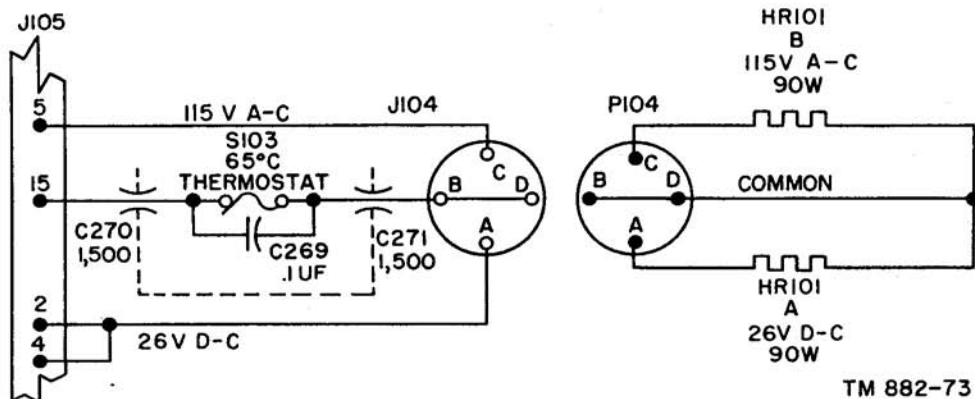 J105
5
115 V A-C
J104
S103
65°C
THERMOSTAT
15
C270
1,500
C269
.1UF
C271
1,500
C
B
D
A
2
26V D-C
4
P104
C
B
D
A
COMMON
HR101
B
115V A-C
90W
HR101
A
26V D-C
90W
TM 882-73